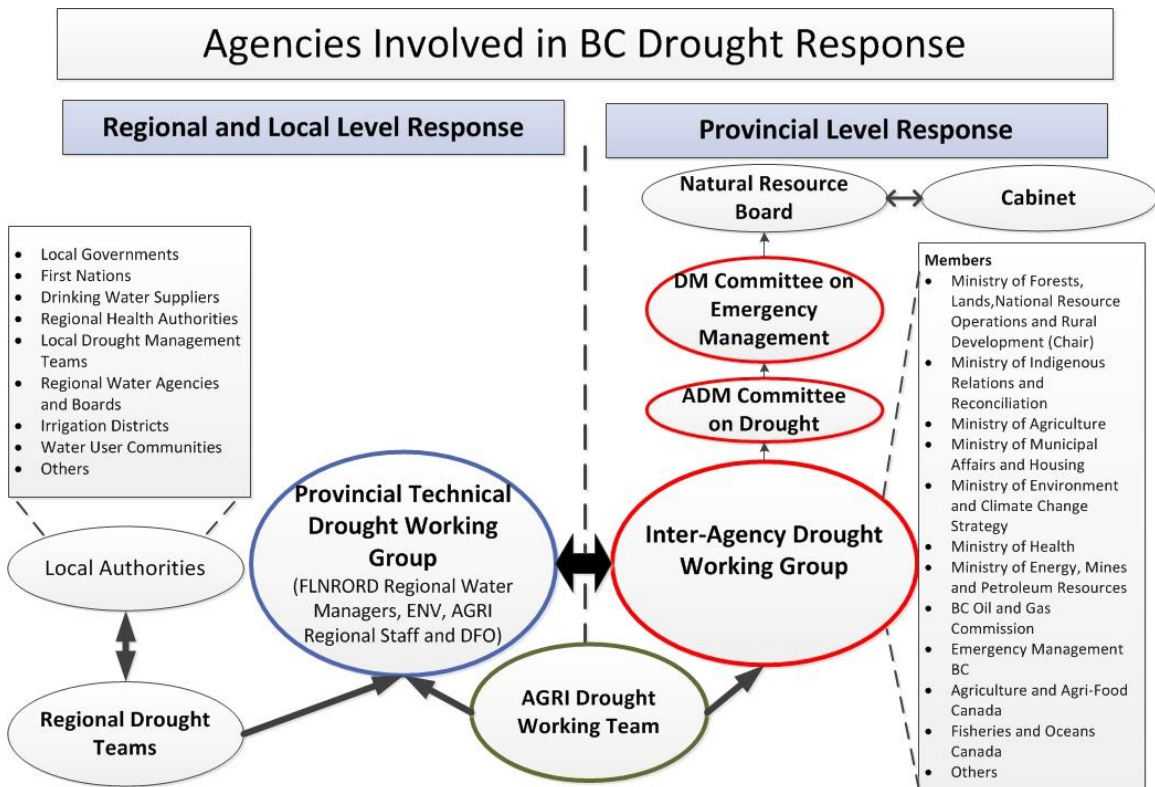 Agencies Involved in BC Drought Response
Regional and Local Level Response
Provincial Level Response
Natural Resource
Board
Cabinet
• Local Governments
• First Nations
• Drinking Water Suppliers
• Regional Health Authorities
• Local Drought Management
Teams
• Regional Water Agencies
and Boards
• Irrigation Districts
• Water User Communities
• Others
DM Committee on
Emergency
Management
ADM Committee
on Drought
Members
• Ministry of Forests,
Lands,National Resource
Operations and Rural
Development (Chair)
• Ministry of Indigenous
Relations and
Reconciliation
• Ministry of Agriculture
• Ministry of Municipal
Affairs and Housing
• Ministry of Environment
and Climate Change
Strategy
• Ministry of Health
• Ministry of Energy, Mines
and Petroleum Resources
• BC Oil and Gas
Commission
• Emergency Management
BC
• Agriculture and Agri-Food
Canada
• Fisheries and Oceans
Canada
• Others
Local Authorities
Provincial Technical
Drought Working
Group
(FLNRORD Regional Water
Managers, ENV, AGRI
Regional Staff and DFO)
Inter-Agency Drought
Working Group
Regional Drought
Teams
AGRI Drought
Working Team